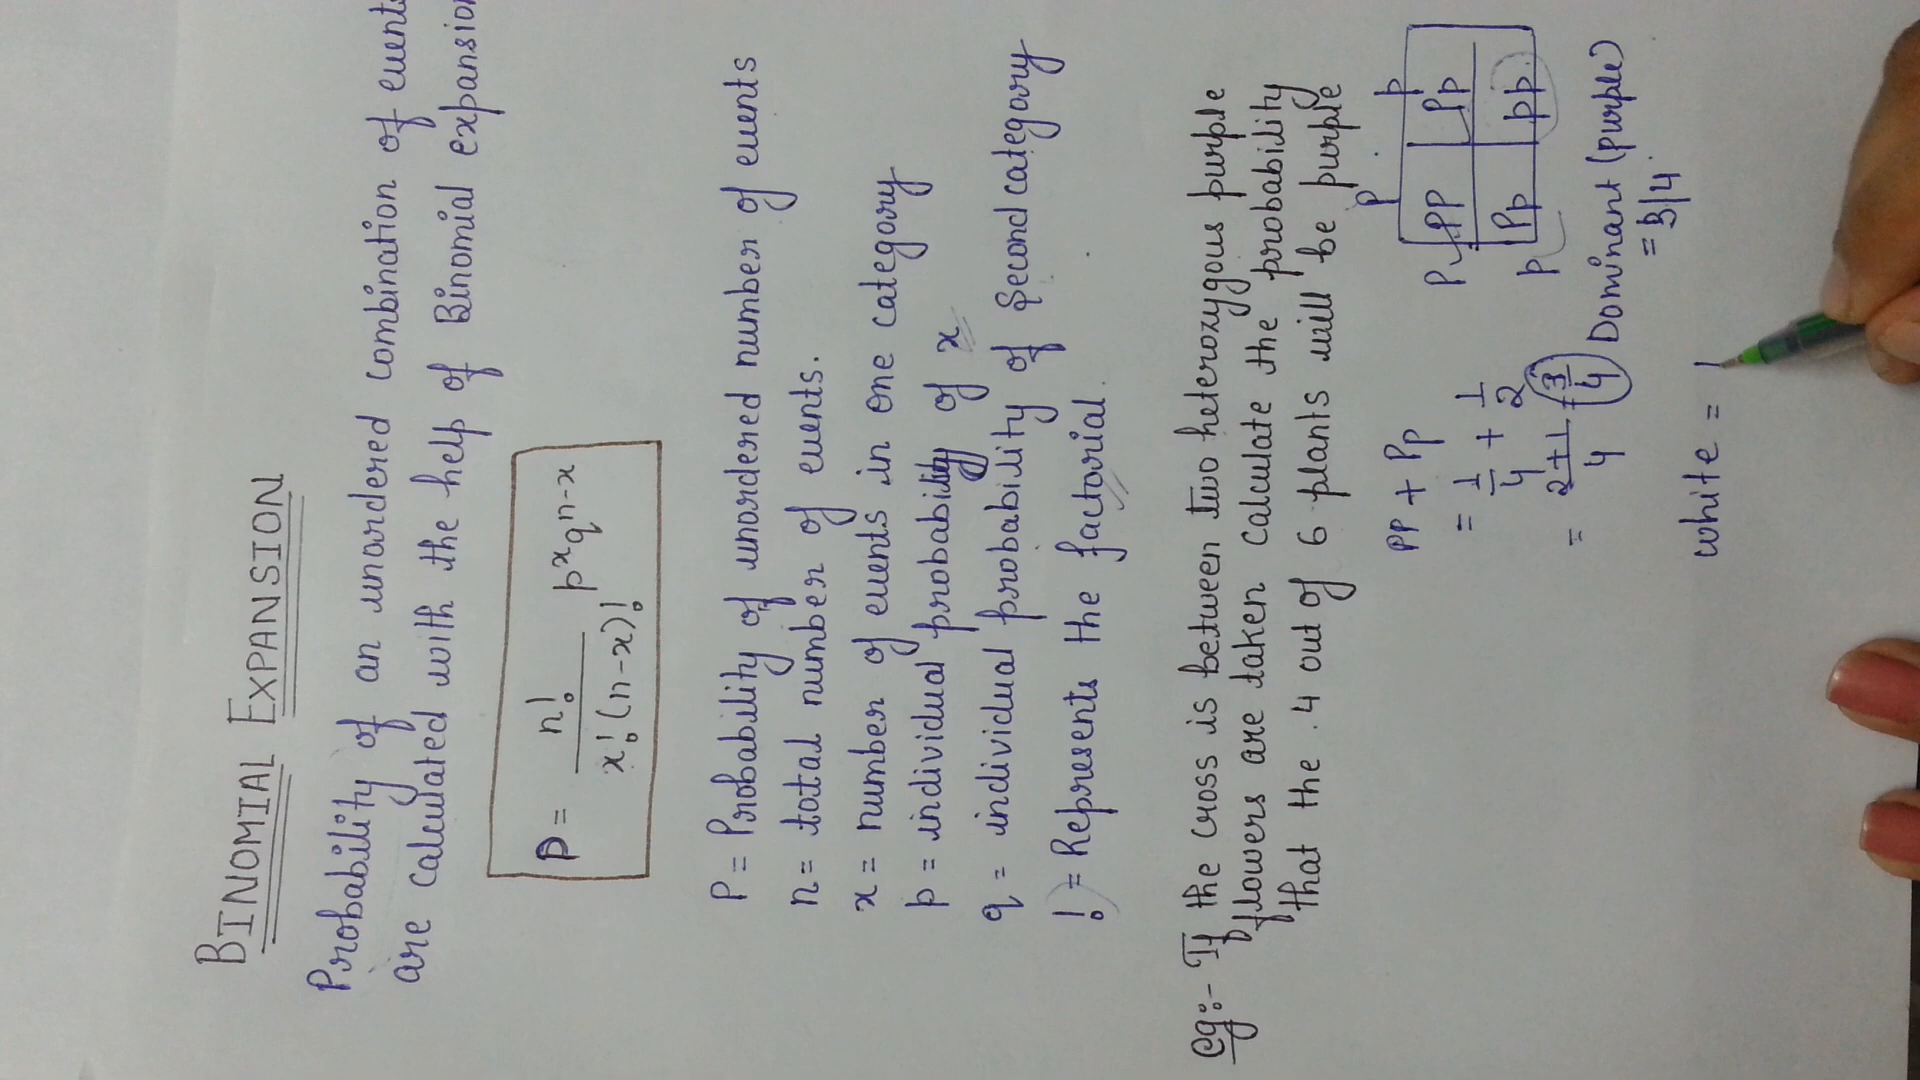 BINOMIAL EXPANSION
Probability of an unordered combination of events
are calculated with the help of Binomial expansion
P = n! / x!(n-x)! p^x q^n-x
P = Probability of unordered number of events
n = total number of events.
x = number of events in one category
p = individual probability of x
q = individual probability of second category
! = Represents the factorial.
eg:- If the cross is between two heterozygous purple
flowers are taken calculate the probability
that the 4 out of 6 plants will be purple
P p
P PP Pp
p Pp pp
PP + Pp
= 1/4 + 1/2
= 2+1/4 = 3/4 Dominant (purple)
= 3/4
white = 1